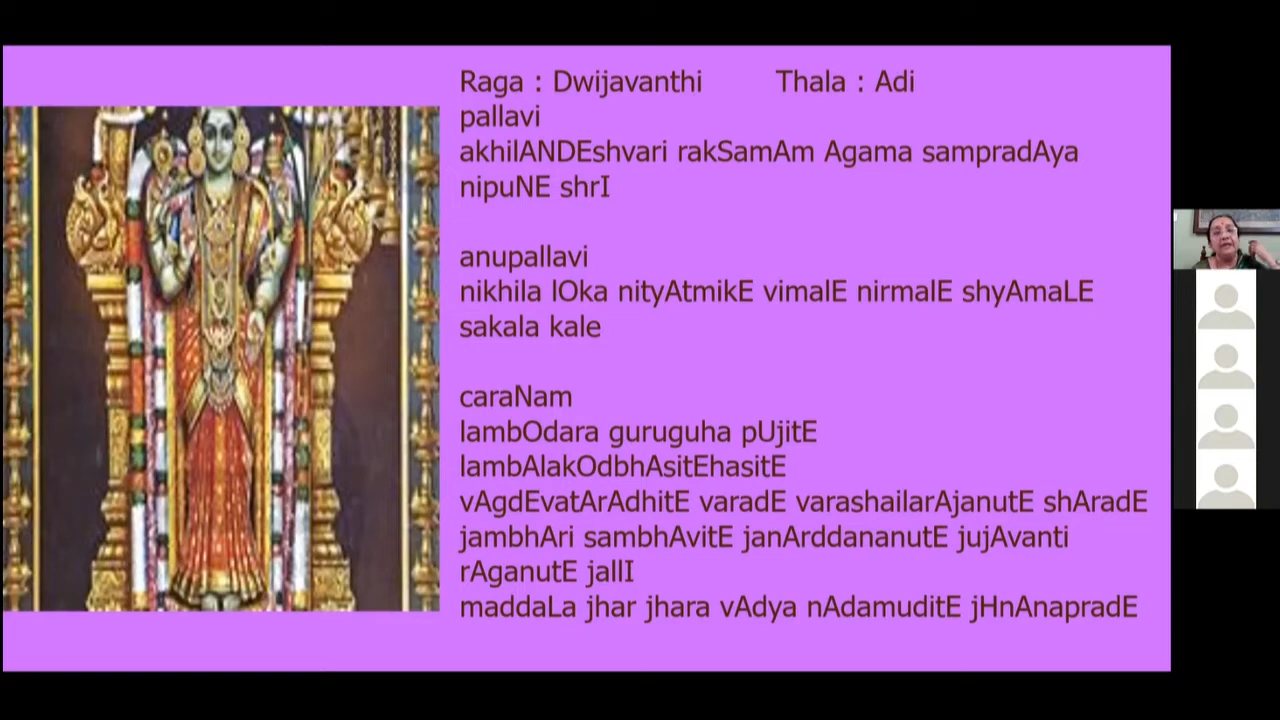 Raga : Dwijavanthi Thala : Adi
pallavi
akhilANDEshvari rakSamAm Agama sampradAya
nipuNE shrI
anupallavi
nikhila lOka nityAtmikE vimalE nirmalE shyAmaLE
sakala kale
caraNam
lambOdara guruguha pUjitE
lambAlakOdbhAsitEhasitE
vAgdEvatArAdhitE varadE varashailarAjanutE shAradE
jambhAri sambhAvitE janArddananutE jujAvanti
rAganutE jallI
maddaLa jhar jhara vAdya nAdamuditE jHnAnapradE